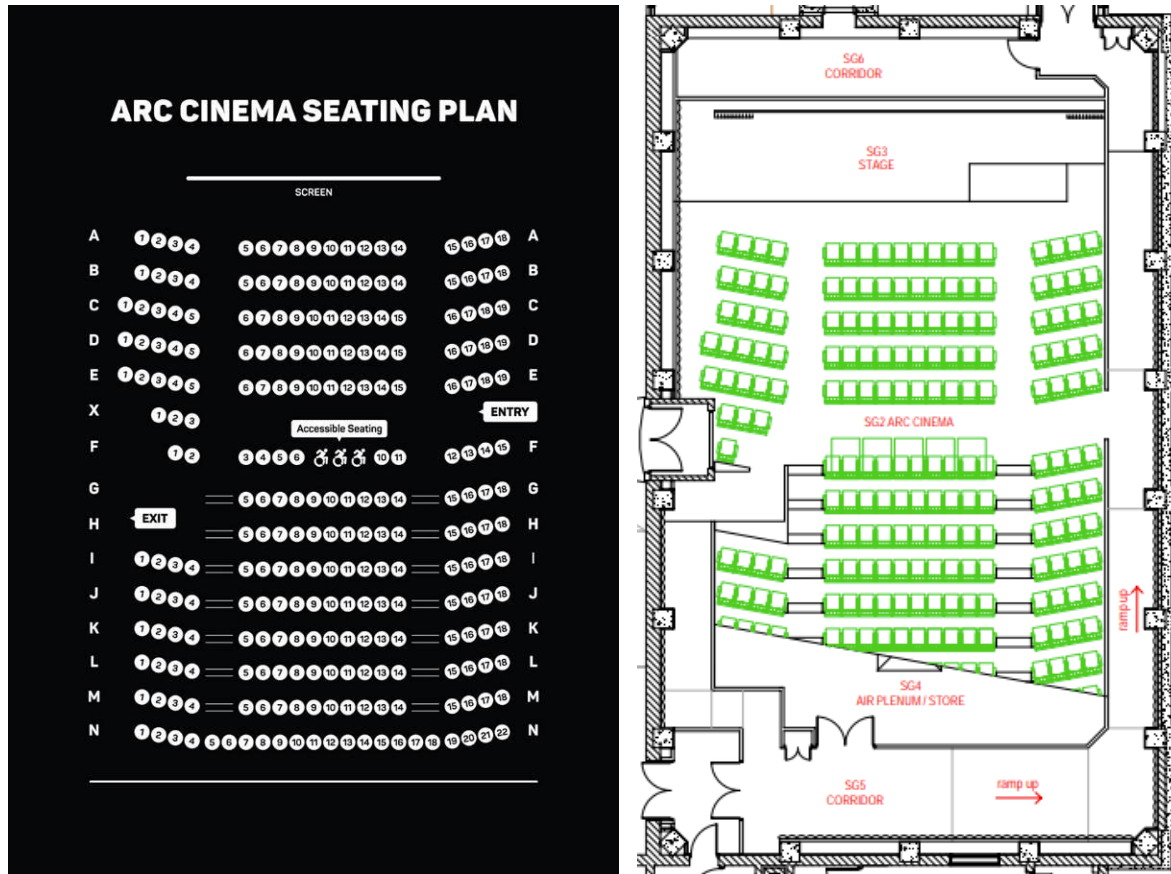 ARC CINEMA SEATING PLAN
SCREEN
A 1 2 3 4 5 6 7 8 9 10 11 12 13 14 15 16 17 18 A
B 1 2 3 4 5 6 7 8 9 10 11 12 13 14 15 16 17 18 B
C 1 2 3 4 5 6 7 8 9 10 11 12 13 14 15 16 17 18 19 C
D 1 2 3 4 5 6 7 8 9 10 11 12 13 14 15 16 17 18 19 D
E 1 2 3 4 5 6 7 8 9 10 11 12 13 14 15 16 17 18 19 E
X 1 2 3 ENTRY
Accessible Seating
F 1 2 3 4 5 6 10 11 12 13 14 15 F
G 5 6 7 8 9 10 11 12 13 14 15 16 17 18 G
EXIT
H 5 6 7 8 9 10 11 12 13 14 15 16 17 18 H
I 1 2 3 4 5 6 7 8 9 10 11 12 13 14 15 16 17 18 I
J 1 2 3 4 5 6 7 8 9 10 11 12 13 14 15 16 17 18 J
K 1 2 3 4 5 6 7 8 9 10 11 12 13 14 15 16 17 18 K
L 1 2 3 4 5 6 7 8 9 10 11 12 13 14 15 16 17 18 L
M 1 2 3 4 5 6 7 8 9 10 11 12 13 14 15 16 17 18 M
N 1 2 3 4 5 6 7 8 9 10 11 12 13 14 15 16 17 18 19 20 21 22 N
SG6
CORRIDOR
SG3
STAGE
SG2 ARC CINEMA
ramp up
SG4
AIR PLENUM / STORE
SG5
CORRIDOR
ramp up